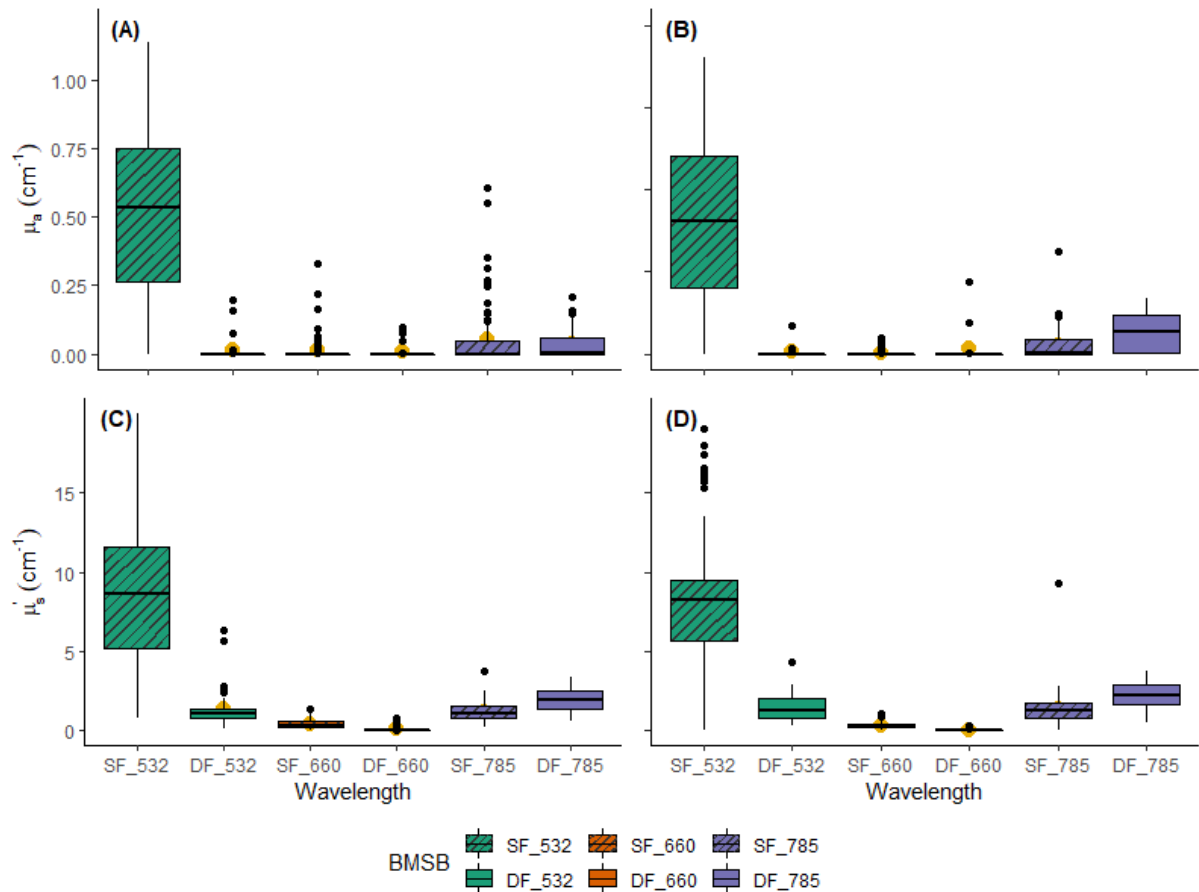 (A) (B)
1.00
0.75
0.50
0.25
0.00
μa (cm⁻¹)
(C) (D)
15
10
5
0
μ's (cm⁻¹)
SF_532 DF_532 SF_660 DF_660 SF_785 DF_785 SF_532 DF_532 SF_660 DF_660 SF_785 DF_785
Wavelength Wavelength
BMSB SF_532 SF_660 SF_785
DF_532 DF_660 DF_785